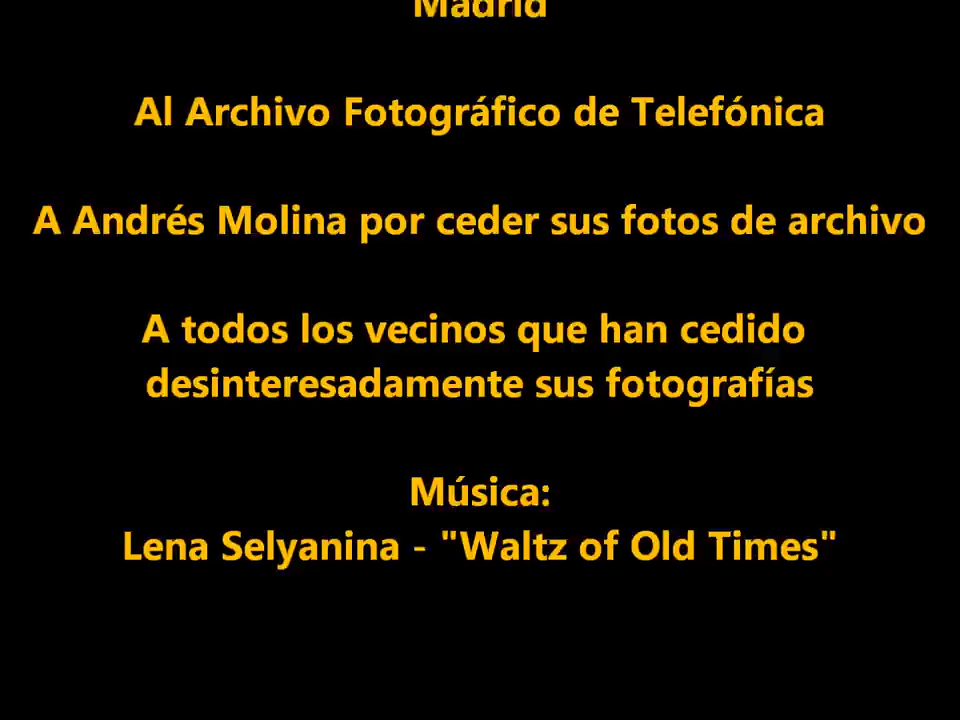 Madrid
Al Archivo Fotográfico de Telefónica
A Andrés Molina por ceder sus fotos de archivo
A todos los vecinos que han cedido
desinteresadamente sus fotografías
Música:
Lena Selyanina - "Waltz of Old Times"